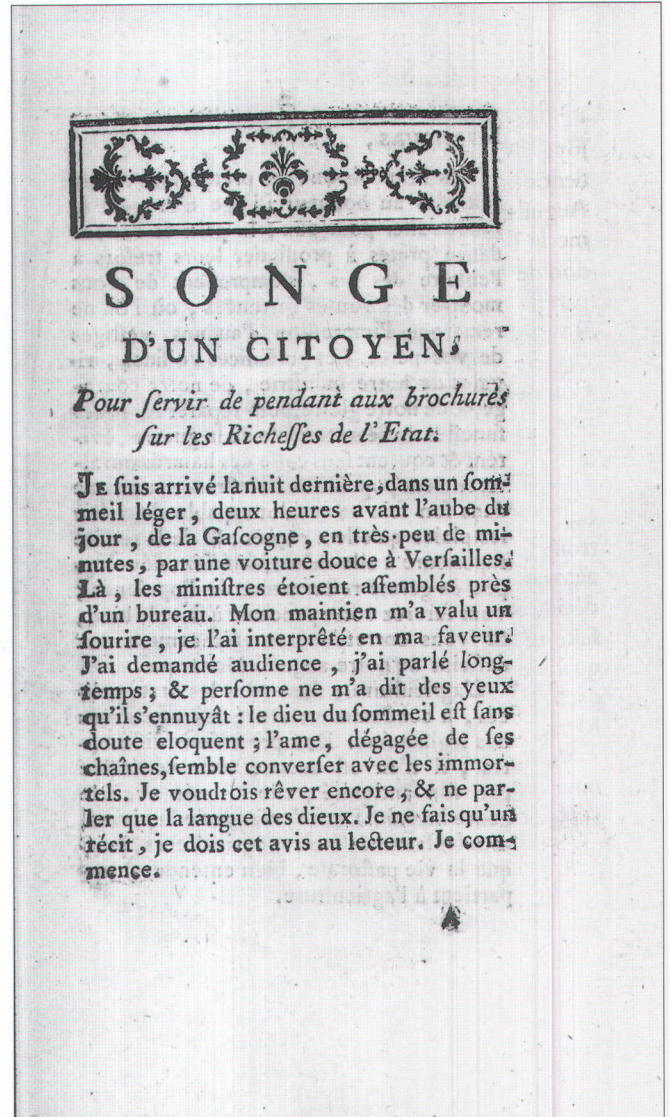 SONGE
D'UN CITOYEN,
Pour ſervir de pendant aux brochures
ſur les Richeſſes de l'Etat.
JE ſuis arrivé la nuit dernière, dans un ſom-
meil léger, deux heures avant l'aube du
jour, de la Gaſcogne, en très-peu de mi-
nutes, par une voiture douce à Verſailles.
Là, les miniſtres étoient aſſemblés près
d'un bureau. Mon maintien m'a valu un
ſourire, je l'ai interprêté en ma faveur.
J'ai demandé audience, j'ai parlé long-
temps; & perſonne ne m'a dit des yeux
qu'il s'ennuyât : le dieu du ſommeil eſt ſans
doute éloquent; l'ame, dégagée de ſes
chaînes, ſemble converſer avec les immor-
tels. Je voudrois rêver encore, & ne par-
ler que la langue des dieux. Je ne fais qu'un
récit, je dois cet avis au lecteur. Je com-
mence.
A